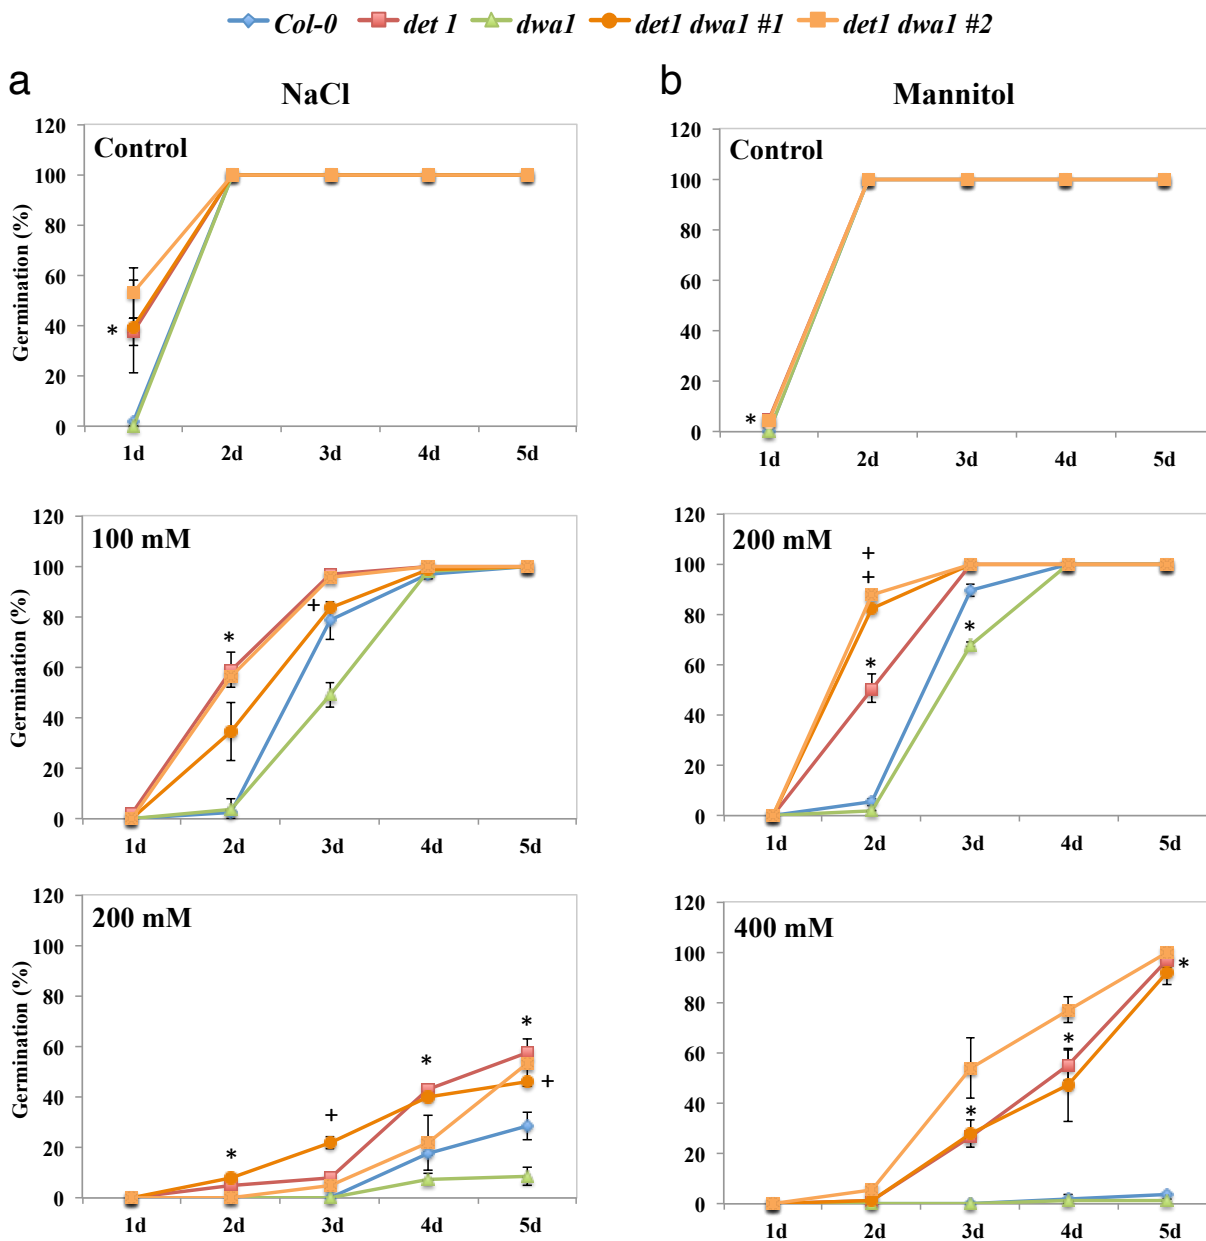 Col-0 det 1 dwa1 det1 dwa1 #1 det1 dwa1 #2
a
NaCl
Germination (%)
120
100
80
60
40
20
0
Control
*
1d 2d 3d 4d 5d
Germination (%)
120
100
80
60
40
20
0
100 mM
*
+
1d 2d 3d 4d 5d
Germination (%)
120
100
80
60
40
20
0
200 mM
*
+
*
*
+
1d 2d 3d 4d 5d
b
Mannitol
120
100
80
60
40
20
0
Control
*
1d 2d 3d 4d 5d
120
100
80
60
40
20
0
200 mM
+
+
*
*
1d 2d 3d 4d 5d
120
100
80
60
40
20
0
400 mM
*
*
*
1d 2d 3d 4d 5d